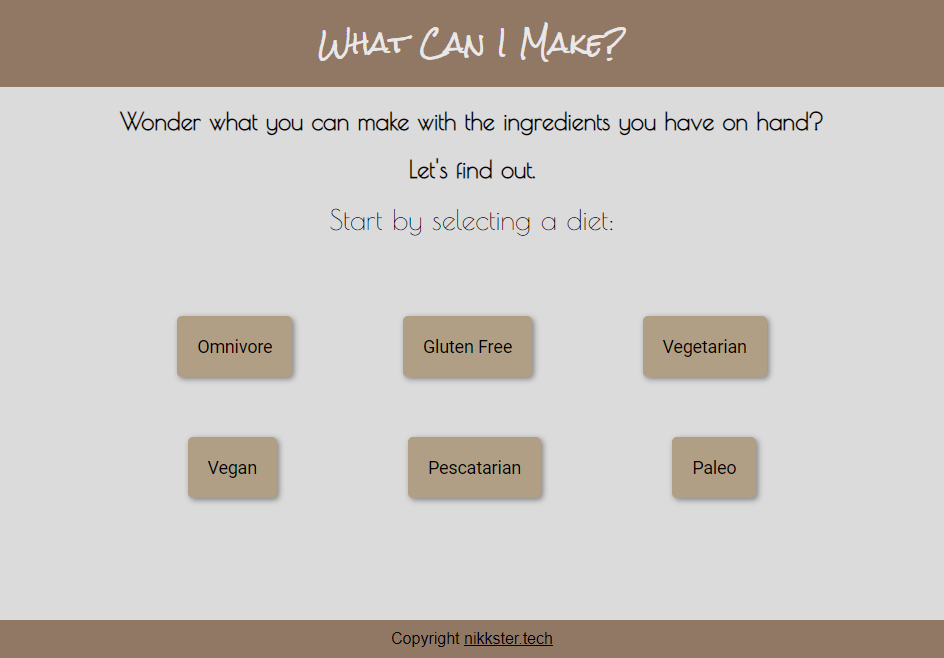 What Can I Make?
Wonder what you can make with the ingredients you have on hand?
Let's find out.
Start by selecting a diet:
Omnivore
Gluten Free
Vegetarian
Vegan
Pescatarian
Paleo
Copyright nikkster.tech